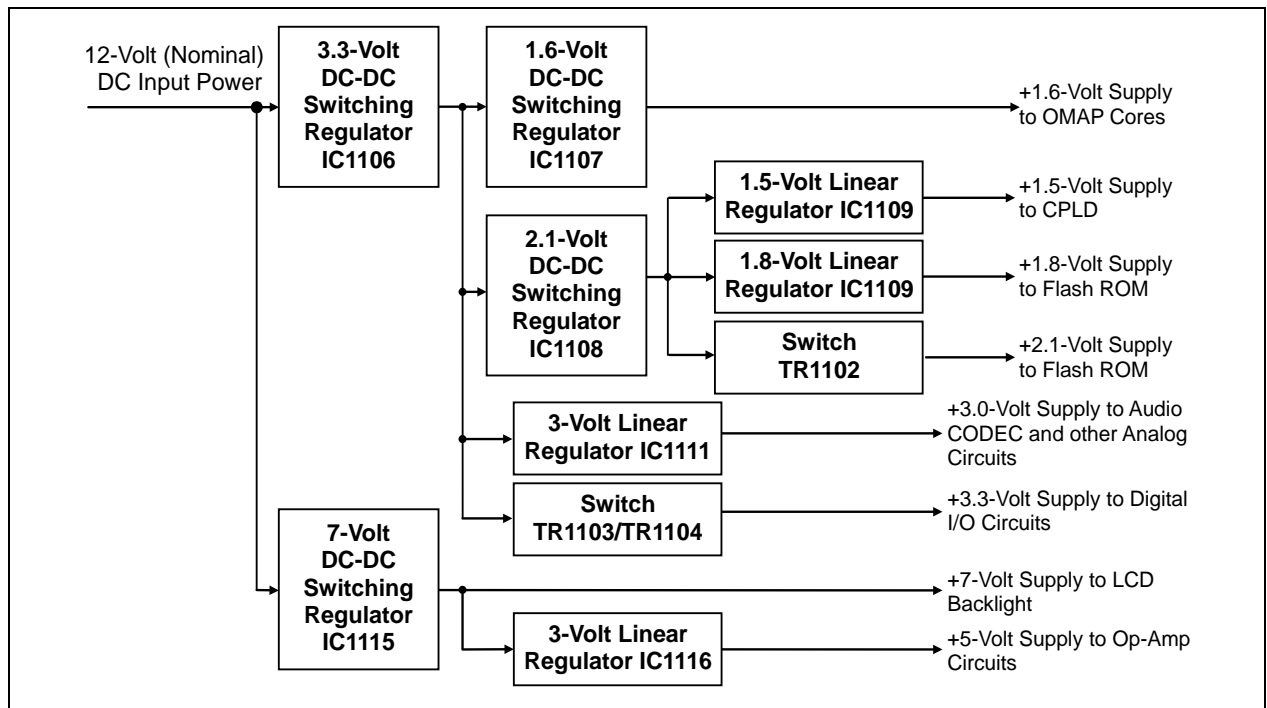 12-Volt (Nominal)
DC Input Power
3.3-Volt
DC-DC
Switching
Regulator
IC1106
1.6-Volt
DC-DC
Switching
Regulator
IC1107
+1.6-Volt Supply
to OMAP Cores
2.1-Volt
DC-DC
Switching
Regulator
IC1108
1.5-Volt Linear
Regulator IC1109
+1.5-Volt Supply
to CPLD
1.8-Volt Linear
Regulator IC1109
+1.8-Volt Supply
to Flash ROM
Switch
TR1102
+2.1-Volt Supply
to Flash ROM
3-Volt Linear
Regulator IC1111
+3.0-Volt Supply to Audio
CODEC and other Analog
Circuits
Switch
TR1103/TR1104
+3.3-Volt Supply to Digital
I/O Circuits
7-Volt
DC-DC
Switching
Regulator
IC1115
+7-Volt Supply to LCD
Backlight
3-Volt Linear
Regulator IC1116
+5-Volt Supply to Op-Amp
Circuits